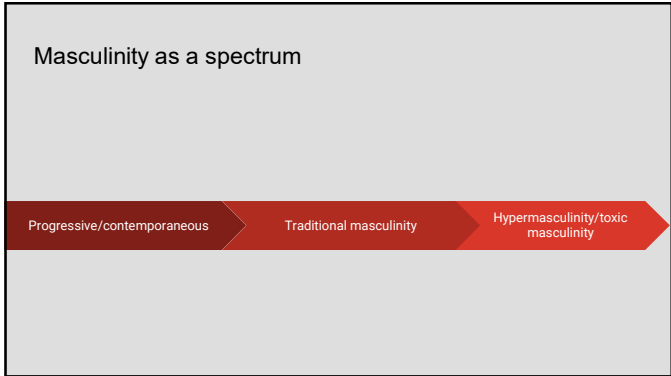 Masculinity as a spectrum
Progressive/contemporaneous
Traditional masculinity
Hypermasculinity/toxic
masculinity